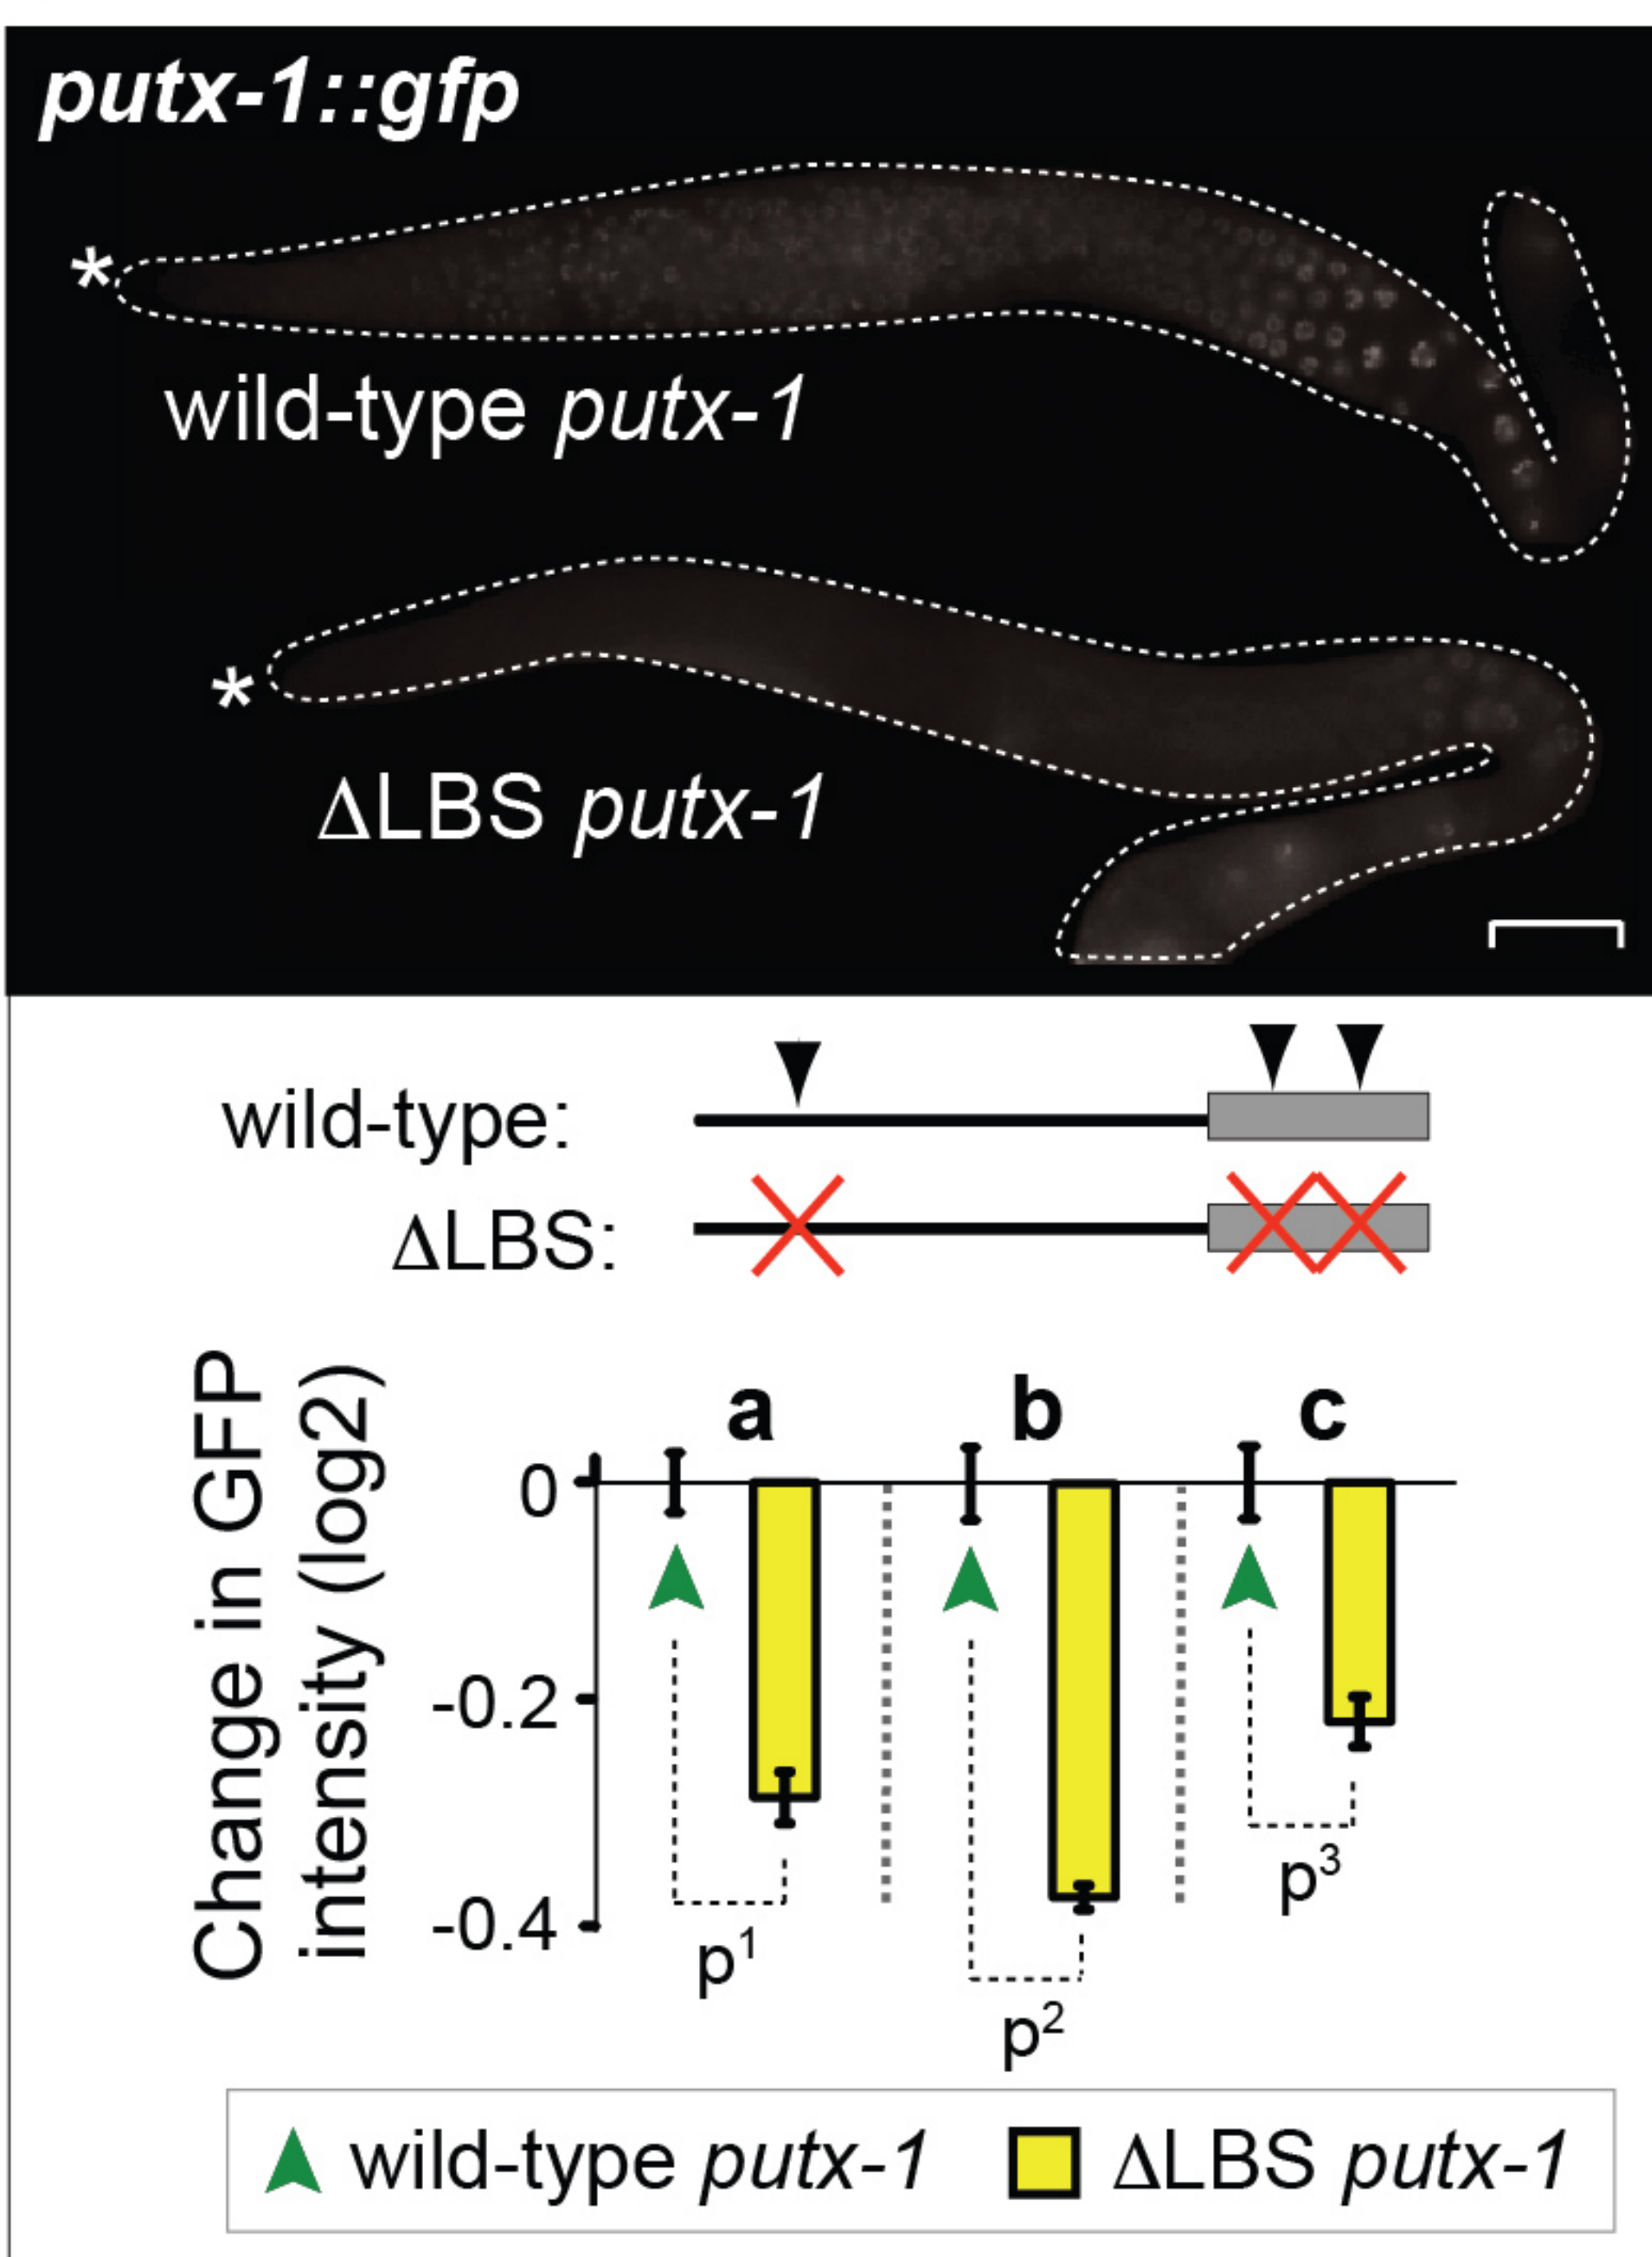 putx-1::gfp
*
wild-type putx-1
*
ΔLBS putx-1
wild-type:
ΔLBS:
Change in GFP
intensity (log2)
a b c
0
-0.2
-0.4
p1
p2
p3
wild-type putx-1 ΔLBS putx-1